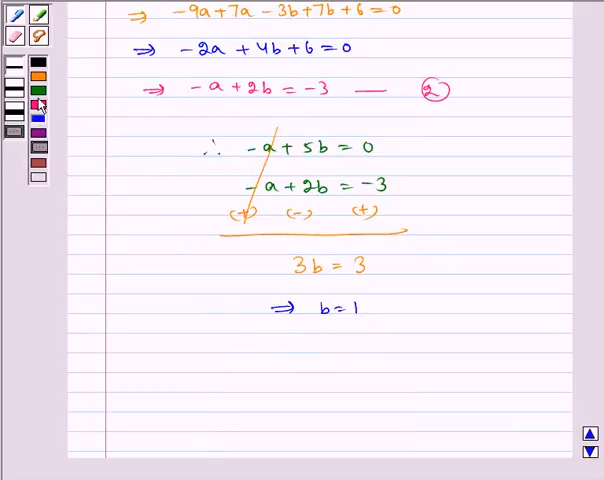 ⇒ -9a + 7a - 3b + 7b + 6 = 0
⇒ -2a + 4b + 6 = 0
⇒ -a + 2b = -3 — ②
∴ -a + 5b = 0
-a + 2b = -3
(+) (-) (+)
3b = 3
⇒ b = 1